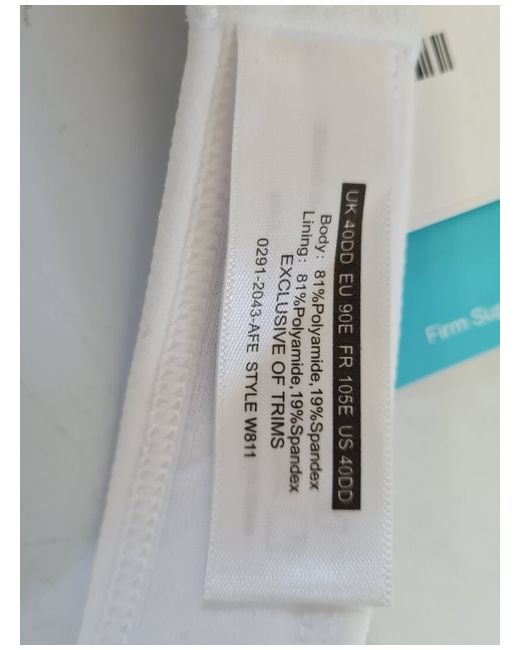 UK 40DD EU 90E FR 105E US 40DD
Body: 81%Polyamide,19%Spandex
Lining: 81%Polyamide,19%Spandex
EXCLUSIVE OF TRIMS
0291-2043-AFE STYLE W811
Firm